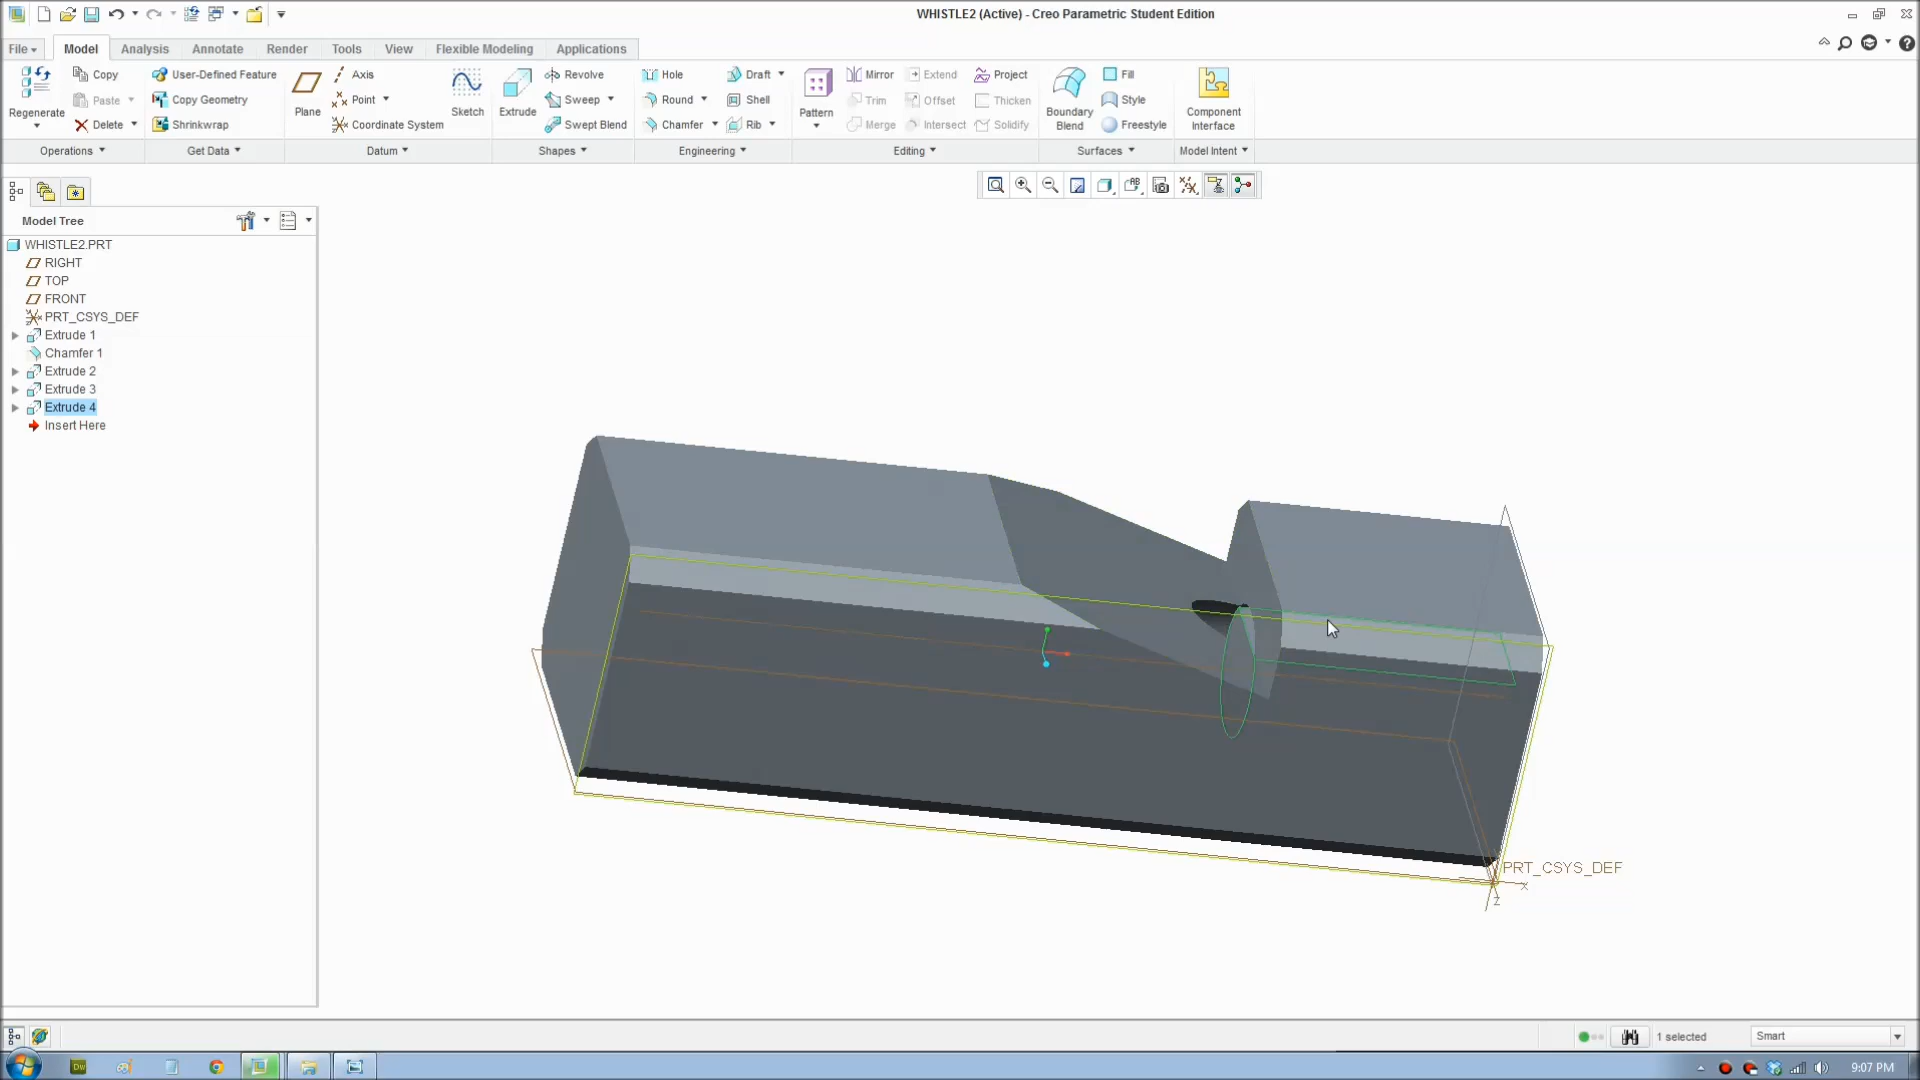 WHISTLE2 (Active) - Creo Parametric Student Edition
File Model Analysis Annotate Render Tools View Flexible Modeling Applications
Regenerate
Copy
Paste
Delete
User-Defined Feature
Copy Geometry
Shrinkwrap
Plane
Axis
Point
Coordinate System
Sketch
Extrude
Revolve
Sweep
Swept Blend
Hole
Round
Chamfer
Draft
Shell
Rib
Pattern
Mirror
Trim
Merge
Extend
Offset
Intersect
Project
Thicken
Solidify
Boundary
Blend
Fill
Style
Freestyle
Component
Interface
Operations Get Data Datum Shapes Engineering Editing Surfaces Model Intent
Model Tree
WHISTLE2.PRT
RIGHT
TOP
FRONT
PRT_CSYS_DEF
Extrude 1
Chamfer 1
Extrude 2
Extrude 3
Extrude 4
Insert Here
PRT_CSYS_DEF
X
Z
1 selected
Smart
Dw
9:07 PM